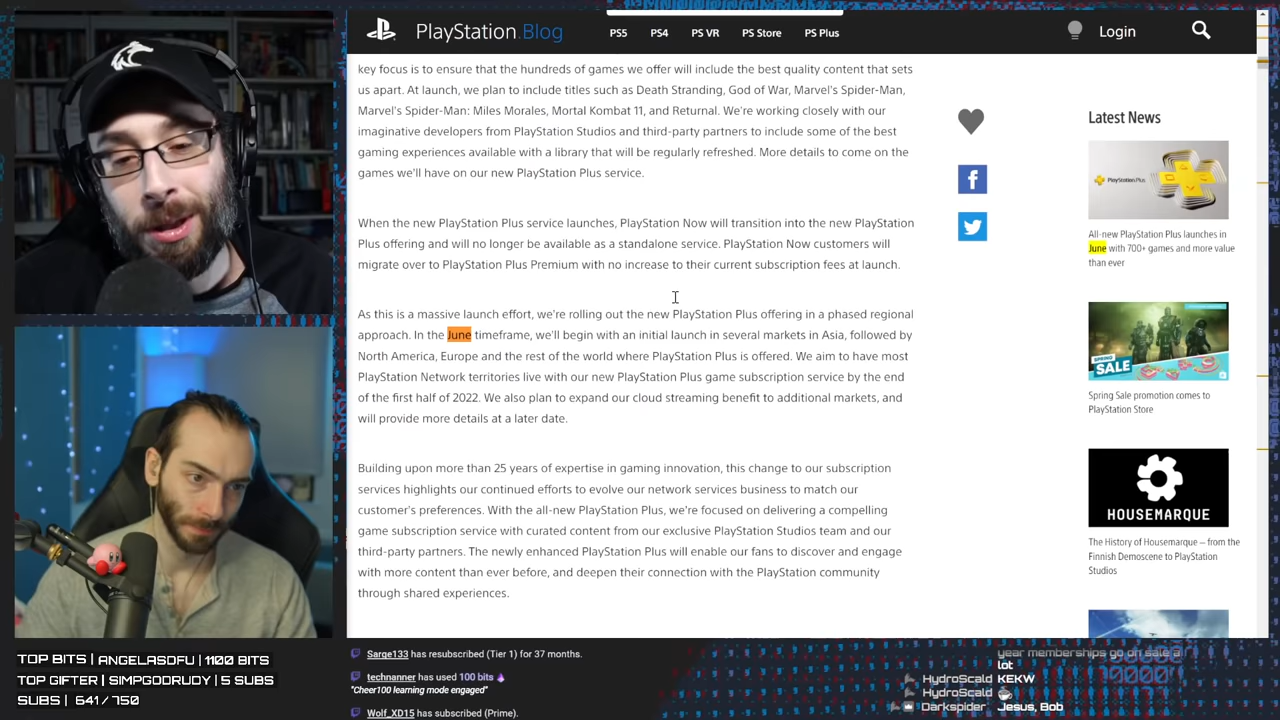 PlayStation.Blog
PS5
PS4
PS VR
PS Store
PS Plus
Login
key focus is to ensure that the hundreds of games we offer will include the best quality content that sets
us apart. At launch, we plan to include titles such as Death Stranding, God of War, Marvel's Spider-Man,
Marvel's Spider-Man: Miles Morales, Mortal Kombat 11, and Returnal. We're working closely with our
imaginative developers from PlayStation Studios and third-party partners to include some of the best
gaming experiences available with a library that will be regularly refreshed. More details to come on the
games we'll have on our new PlayStation Plus service.
When the new PlayStation Plus service launches, PlayStation Now will transition into the new PlayStation
Plus offering and will no longer be available as a standalone service. PlayStation Now customers will
migrate over to PlayStation Plus Premium with no increase to their current subscription fees at launch.
As this is a massive launch effort, we're rolling out the new PlayStation Plus offering in a phased regional
approach. In the June timeframe, we'll begin with an initial launch in several markets in Asia, followed by
North America, Europe and the rest of the world where PlayStation Plus is offered. We aim to have most
PlayStation Network territories live with our new PlayStation Plus game subscription service by the end
of the first half of 2022. We also plan to expand our cloud streaming benefit to additional markets, and
will provide more details at a later date.
Building upon more than 25 years of expertise in gaming innovation, this change to our subscription
services highlights our continued efforts to evolve our network services business to match our
customer's preferences. With the all-new PlayStation Plus, we're focused on delivering a compelling
game subscription service with curated content from our exclusive PlayStation Studios team and our
third-party partners. The newly enhanced PlayStation Plus will enable our fans to discover and engage
with more content than ever before, and deepen their connection with the PlayStation community
through shared experiences.
Latest News
PlayStation.Plus
All-new PlayStation Plus launches in
June with 700+ games and more value
than ever
SPRING
SALE
Spring Sale promotion comes to
PlayStation Store
HOUSEMARQUE
The History of Housemarque – from the
Finnish Demoscene to PlayStation
Studios
TOP BITS | ANGELASDFU | 1100 BITS
TOP GIFTER | SIMPGODRUDY | 5 SUBS
SUBS | 641/750
Sarge133 has resubscribed (Tier 1) for 37 months.
technanner has used 100 bits
"Cheer100 learning mode engaged"
Wolf_XD15 has subscribed (Prime).
year memberships go on sale a
lot
HydroScald KEKW
HydroScald
Darkspider Jesus, Bob